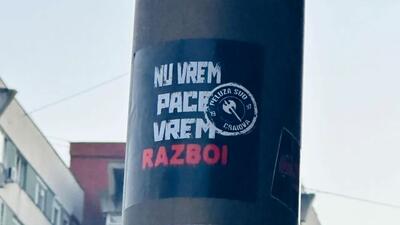 NU VREM
PACE
VREM
RAZBOI
PELUZA SUD
CRAIOVA